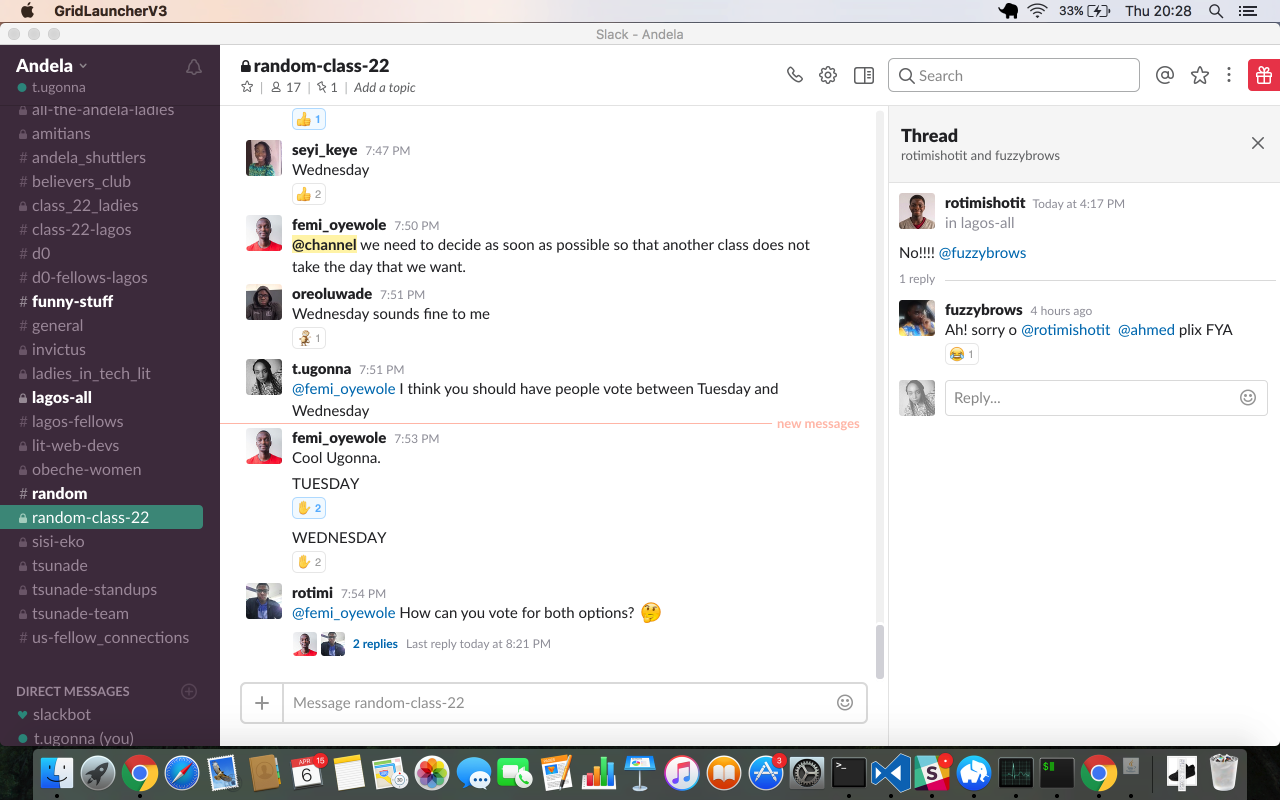 GridLauncherV3
33%
Thu 20:28
Slack - Andela
Andela
t.ugonna
all-the-andela-ladies
amitians
# andela_shuttlers
# believers_club
class_22_ladies
# class-22-lagos
# d0
# d0-fellows-lagos
# funny-stuff
# general
invictus
ladies_in_tech_lit
lagos-all
# lagos-fellows
lit-web-devs
obeche-women
# random
random-class-22
sisi-eko
tsunade
tsunade-standups
tsunade-team
# us-fellow_connections
DIRECT MESSAGES
slackbot
t.ugonna (you)
random-class-22
17 | 1 | Add a topic
Search
1
seyi_keye 7:47 PM
Wednesday
2
femi_oyewole 7:50 PM
@channel we need to decide as soon as possible so that another class does not
take the day that we want.
oreoluwade 7:51 PM
Wednesday sounds fine to me
1
t.ugonna 7:51 PM
@femi_oyewole I think you should have people vote between Tuesday and
Wednesday
new messages
femi_oyewole 7:53 PM
Cool Ugonna.
TUESDAY
2
WEDNESDAY
2
rotimi 7:54 PM
@femi_oyewole How can you vote for both options?
2 replies Last reply today at 8:21 PM
Message random-class-22
Thread
rotimishotit and fuzzybrows
rotimishotit Today at 4:17 PM
in lagos-all
No!!!! @fuzzybrows
1 reply
fuzzybrows 4 hours ago
Ah! sorry o @rotimishotit @ahmed plix FYA
1
Reply...
APR
6
15
3